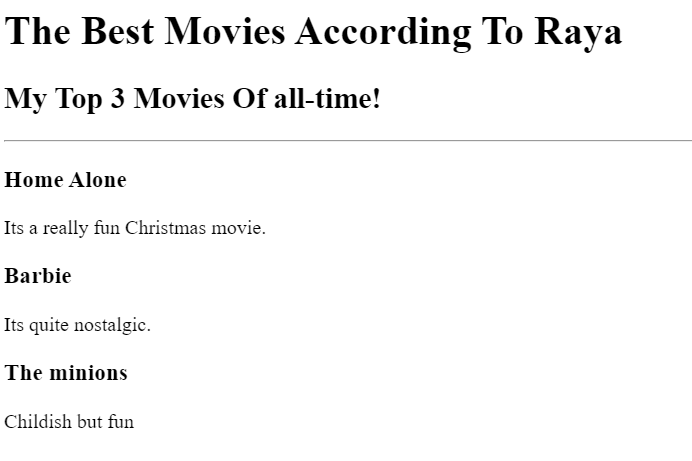 The Best Movies According To Raya
My Top 3 Movies Of all-time!
Home Alone
Its a really fun Christmas movie.
Barbie
Its quite nostalgic.
The minions
Childish but fun